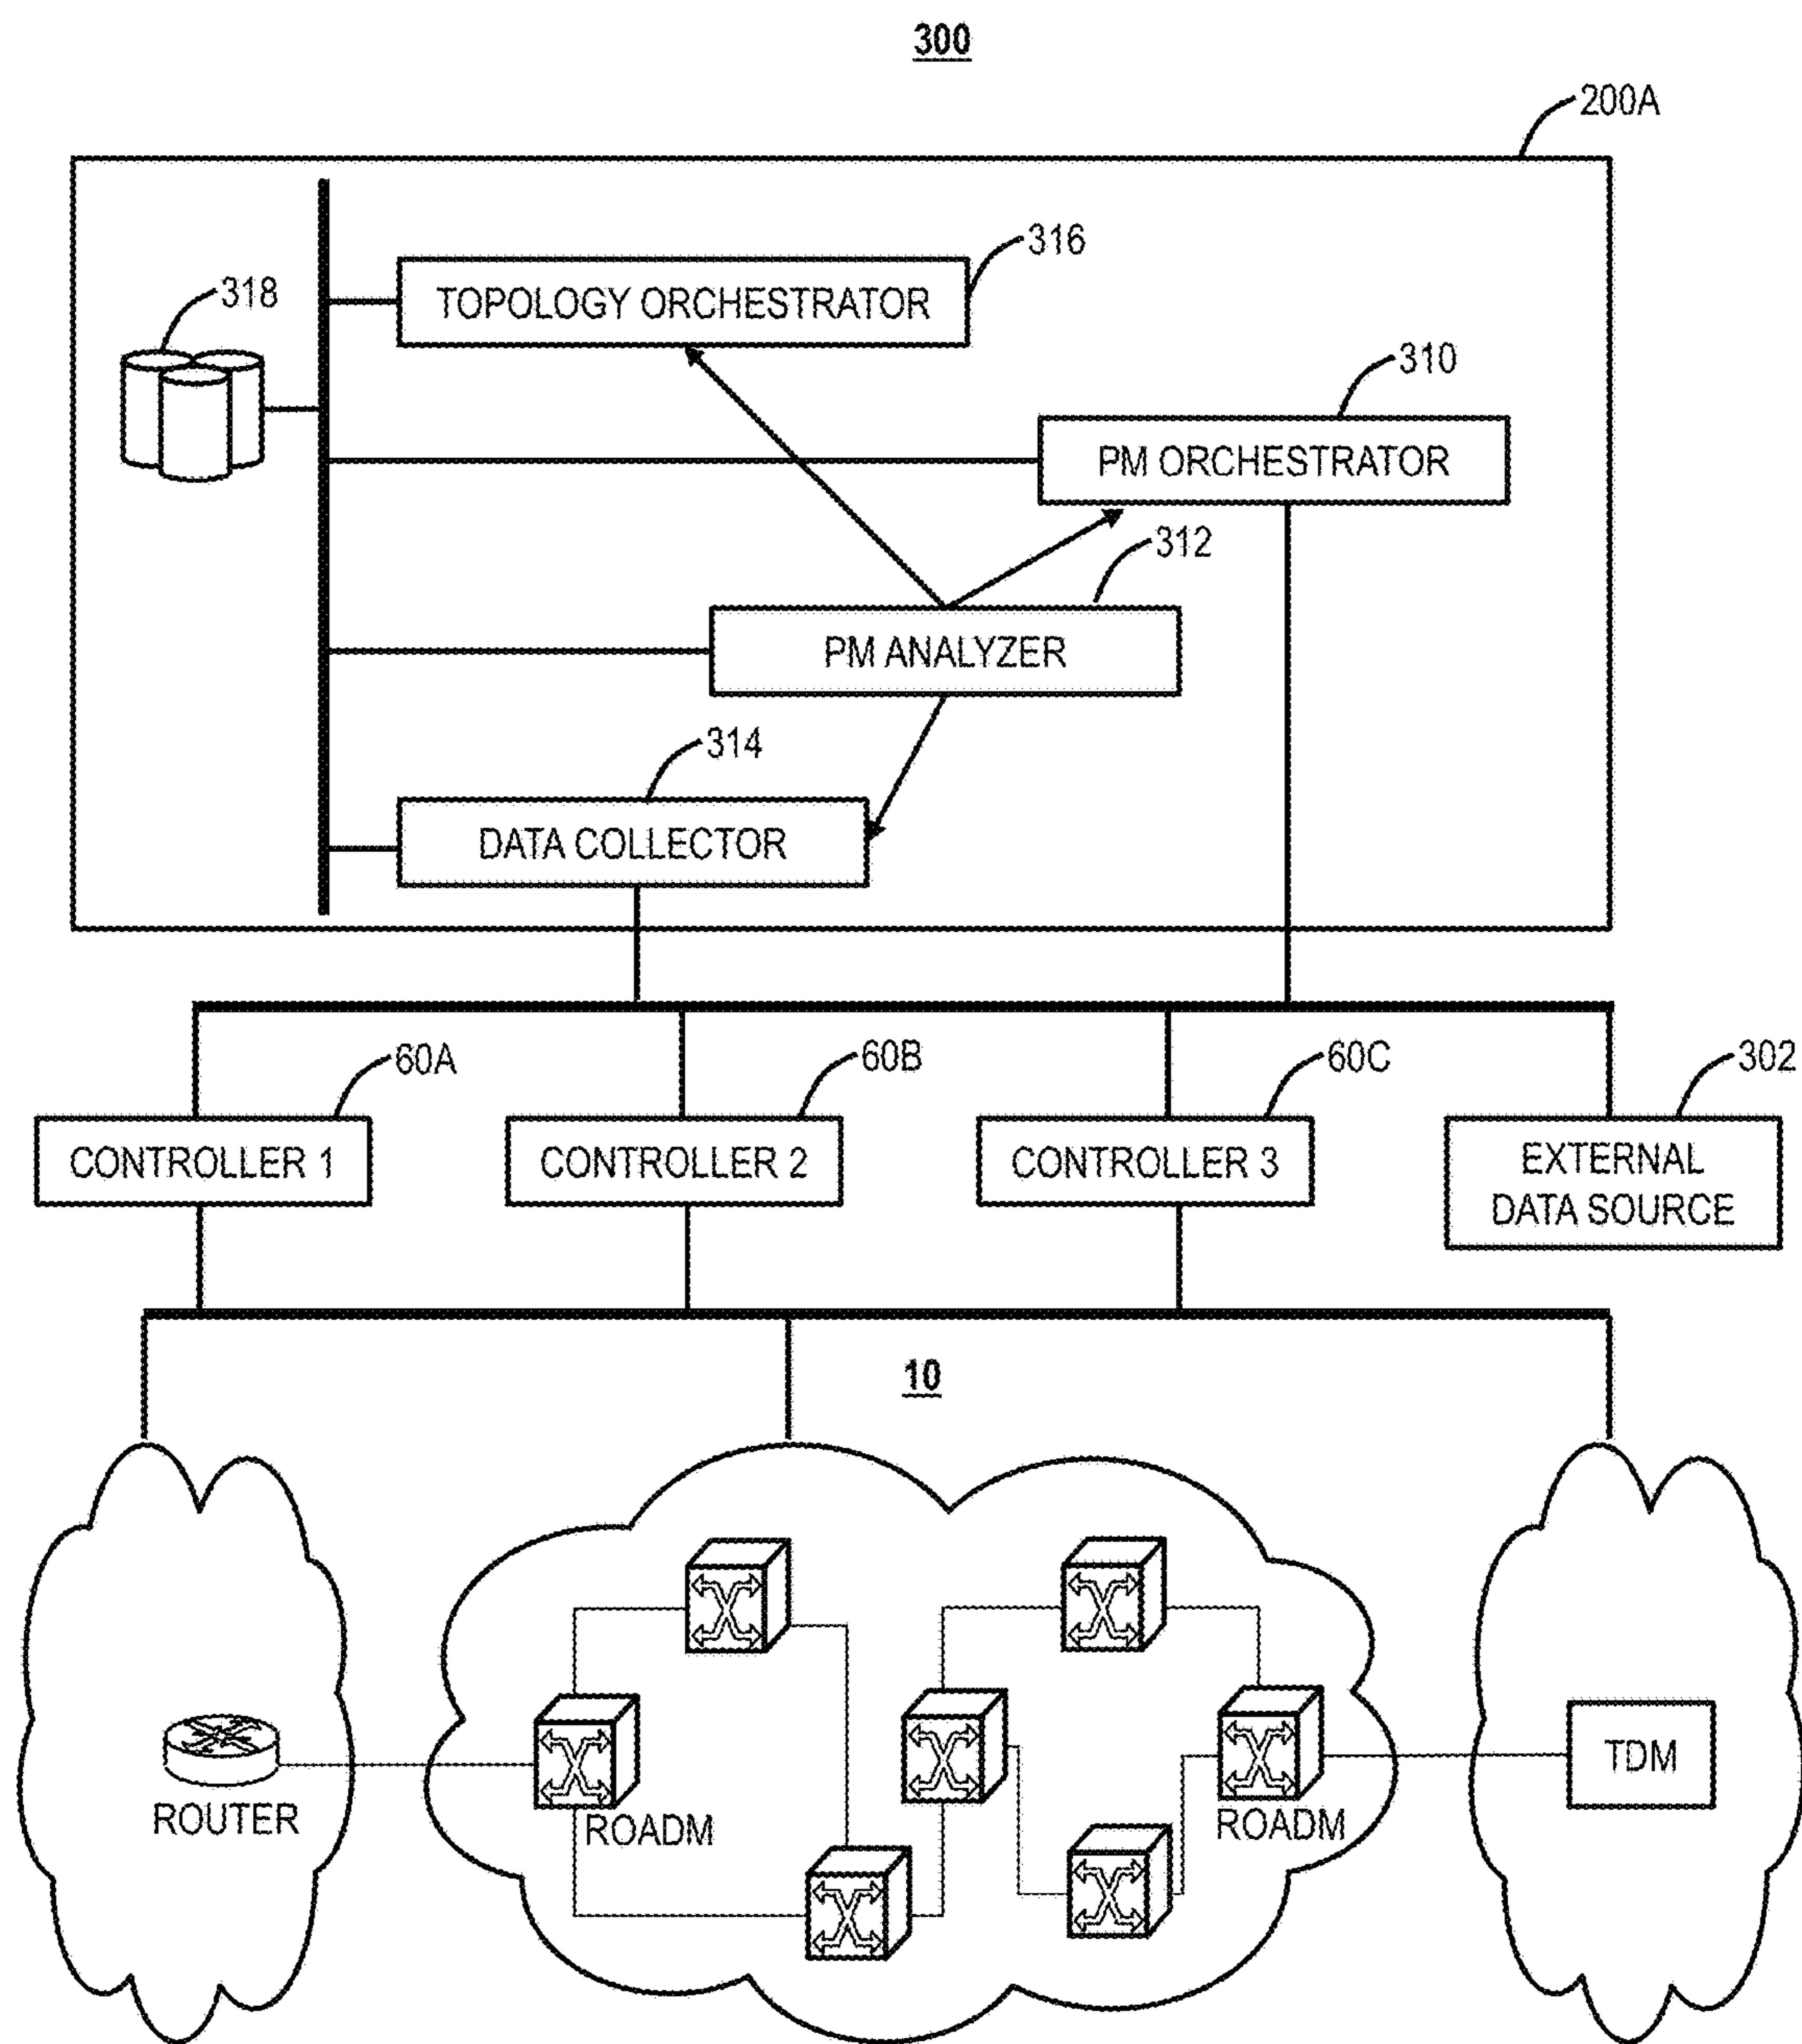 300
200A
316
TOPOLOGY ORCHESTRATOR
318
310
PM ORCHESTRATOR
312
PM ANALYZER
314
DATA COLLECTOR
60A
60B
60C
302
CONTROLLER 1
CONTROLLER 2
CONTROLLER 3
EXTERNAL
DATA SOURCE
10
ROUTER
ROADM
ROADM
TDM